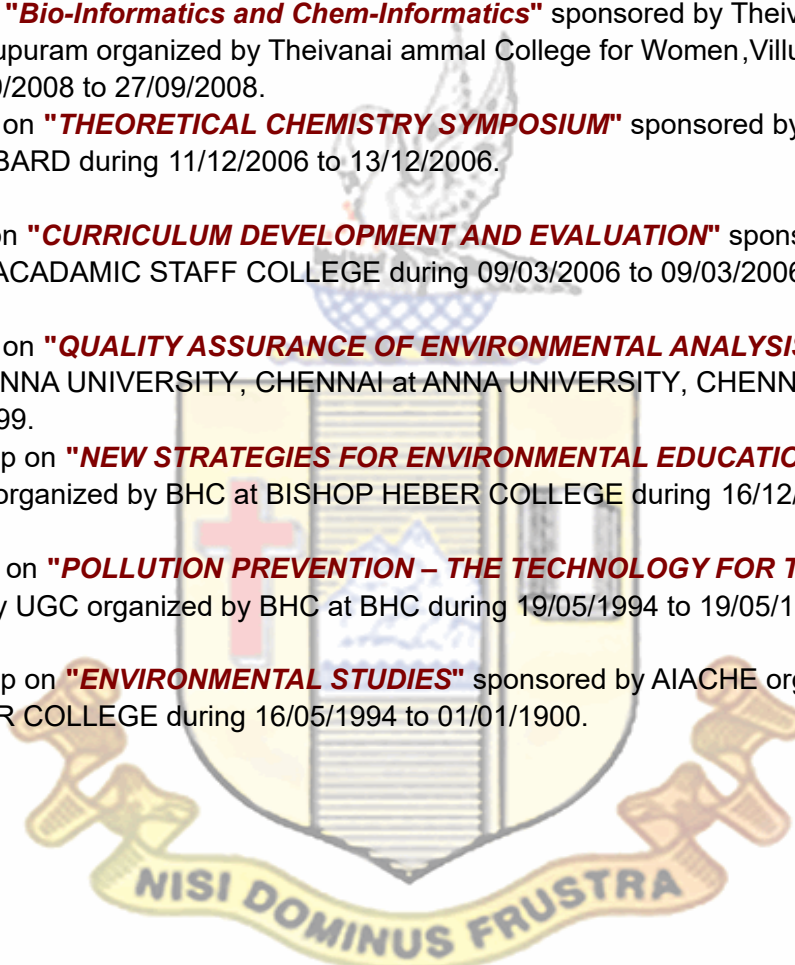 "Bio-Informatics and Chem-Informatics" sponsored by Theiv
upuram organized by Theivanai ammal College for Women,Villu
/2008 to 27/09/2008.
on "THEORETICAL CHEMISTRY SYMPOSIUM" sponsored by
BARD during 11/12/2006 to 13/12/2006.
on "CURRICULUM DEVELOPMENT AND EVALUATION" spons
ACADAMIC STAFF COLLEGE during 09/03/2006 to 09/03/2006
on "QUALITY ASSURANCE OF ENVIRONMENTAL ANALYSIS
NNA UNIVERSITY, CHENNAI at ANNA UNIVERSITY, CHENN
99.
p on "NEW STRATEGIES FOR ENVIRONMENTAL EDUCATIO
organized by BHC at BISHOP HEBER COLLEGE during 16/12/
on "POLLUTION PREVENTION – THE TECHNOLOGY FOR T
y UGC organized by BHC at BHC during 19/05/1994 to 19/05/1
p on "ENVIRONMENTAL STUDIES" sponsored by AIACHE org
R COLLEGE during 16/05/1994 to 01/01/1900.
NISI DOMINUS FRUSTRA